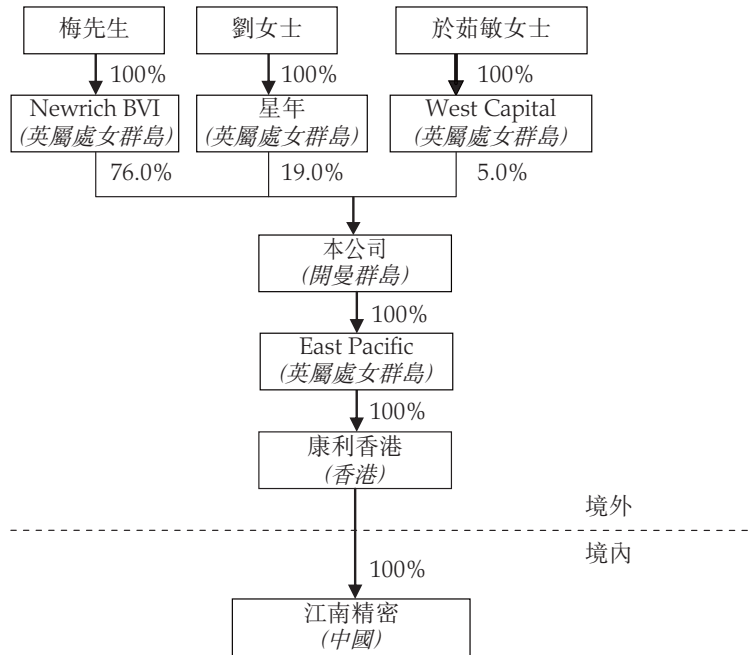 梅先生
劉女士
於茹敏女士
100%
100%
100%
Newrich BVI
(英屬處女群島)
星年
(英屬處女群島)
West Capital
(英屬處女群島)
76.0%
19.0%
5.0%
本公司
(開曼群島)
100%
East Pacific
(英屬處女群島)
100%
康利香港
(香港)
境外
境內
100%
江南精密
(中國)